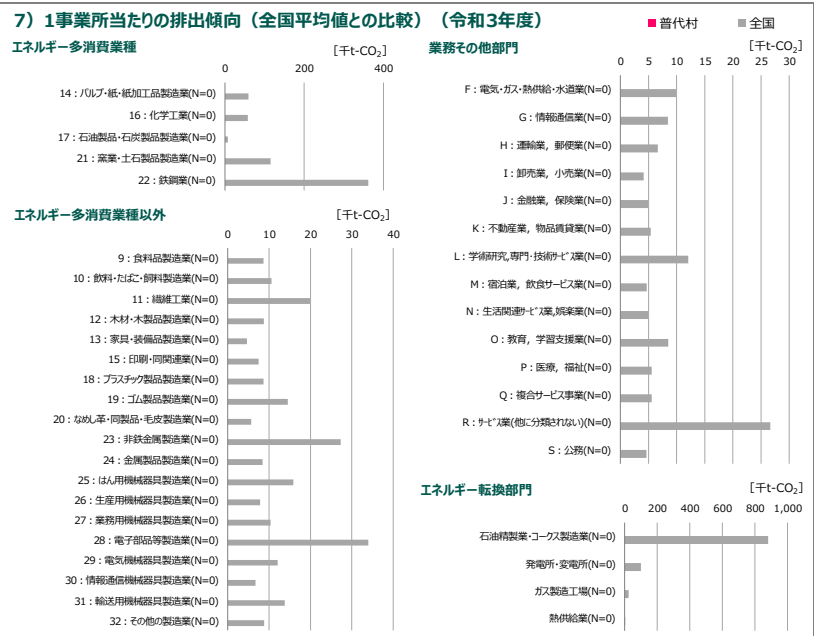 7）1事業所当たりの排出傾向（全国平均値との比較）（令和3年度）
■普代村 ■全国
エネルギー多消費業種
[千t-CO₂]
0 200 400
14：パルプ・紙・紙加工品製造業(N=0)
16：化学工業(N=0)
17：石油製品・石炭製品製造業(N=0)
21：窯業・土石製品製造業(N=0)
22：鉄鋼業(N=0)
エネルギー多消費業種以外
[千t-CO₂]
0 10 20 30 40
9：食料品製造業(N=0)
10：飲料・たばこ・飼料製造業(N=0)
11：繊維工業(N=0)
12：木材・木製品製造業(N=0)
13：家具・装備品製造業(N=0)
15：印刷・同関連業(N=0)
18：プラスチック製品製造業(N=0)
19：ゴム製品製造業(N=0)
20：なめし革・同製品・毛皮製造業(N=0)
23：非鉄金属製造業(N=0)
24：金属製品製造業(N=0)
25：はん用機械器具製造業(N=0)
26：生産用機械器具製造業(N=0)
27：業務用機械器具製造業(N=0)
28：電子部品等製造業(N=0)
29：電気機械器具製造業(N=0)
30：情報通信機械器具製造業(N=0)
31：輸送用機械器具製造業(N=0)
32：その他の製造業(N=0)
業務その他部門
[千t-CO₂]
0 5 10 15 20 25 30
F：電気・ガス・熱供給・水道業(N=0)
G：情報通信業(N=0)
H：運輸業，郵便業(N=0)
I：卸売業，小売業(N=0)
J：金融業，保険業(N=0)
K：不動産業，物品賃貸業(N=0)
L：学術研究,専門・技術ｻｰﾋﾞｽ業(N=0)
M：宿泊業，飲食サービス業(N=0)
N：生活関連ｻｰﾋﾞｽ業,娯楽業(N=0)
O：教育，学習支援業(N=0)
P：医療，福祉(N=0)
Q：複合サービス事業(N=0)
R：ｻｰﾋﾞｽ業(他に分類されない)(N=0)
S：公務(N=0)
エネルギー転換部門
[千t-CO₂]
0 200 400 600 800 1,000
石油精製業・コークス製造業(N=0)
発電所・変電所(N=0)
ガス製造工場(N=0)
熱供給業(N=0)